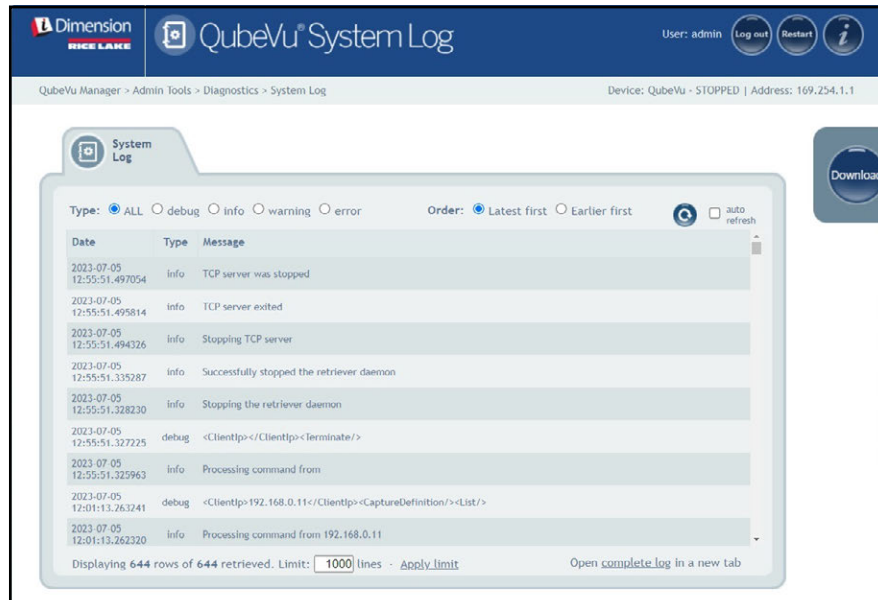 iDimension
RICE LAKE
QubeVu® System Log
User: admin
Log out
Restart
i
QubeVu Manager > Admin Tools > Diagnostics > System Log
Device: QubeVu - STOPPED | Address: 169.254.1.1
System
Log
Download
Type: ALL debug info warning error
Order: Latest first Earlier first
auto
refresh
Date Type Message
2023-07-05
12:55:51.497054 info TCP server was stopped
2023-07-05
12:55:51.495814 info TCP server exited
2023-07-05
12:55:51.494326 info Stopping TCP server
2023-07-05
12:55:51.335287 info Successfully stopped the retriever daemon
2023-07-05
12:55:51.328230 info Stopping the retriever daemon
2023-07-05
12:55:51.327225 debug <ClientIp></ClientIp><Terminate/>
2023-07-05
12:55:51.325963 info Processing command from
2023-07-05
12:01:13.263241 debug <ClientIp>192.168.0.11</ClientIp><CaptureDefinition/><List/>
2023-07-05
12:01:13.262320 info Processing command from 192.168.0.11
Displaying 644 rows of 644 retrieved. Limit: 1000 lines - Apply limit
Open complete log in a new tab